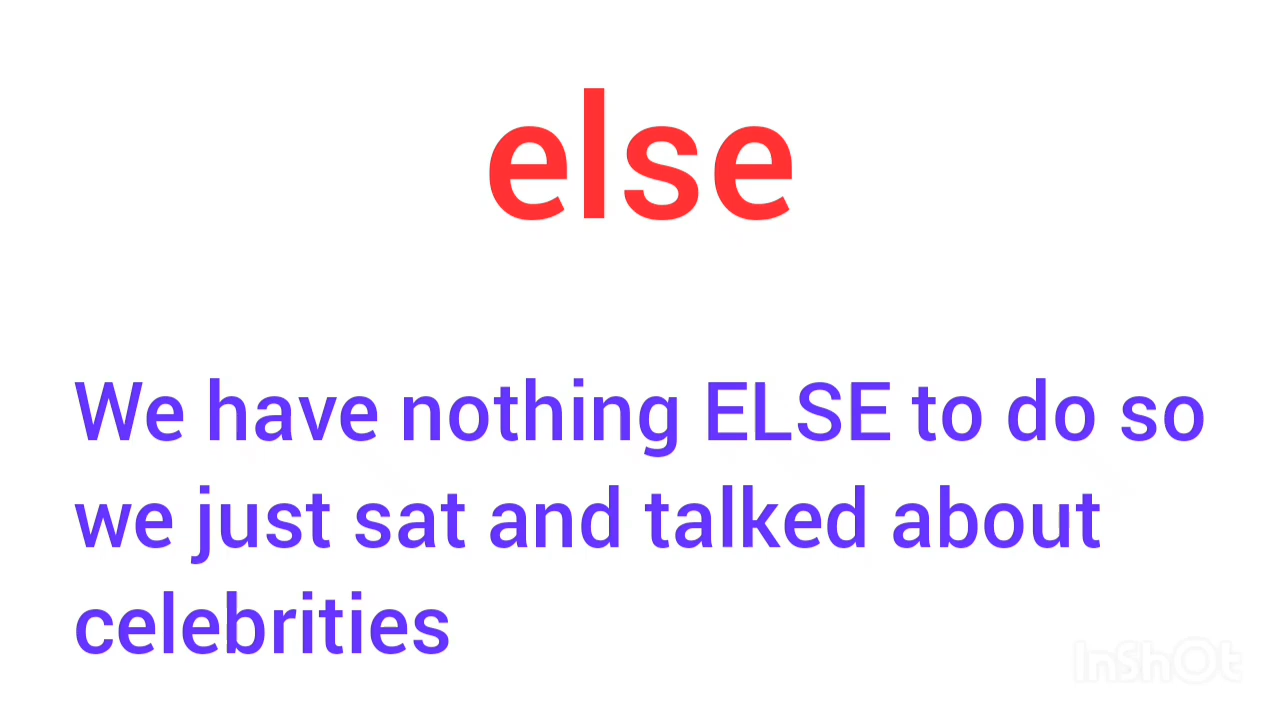 else
We have nothing ELSE to do so
we just sat and talked about
celebrities
InShOt